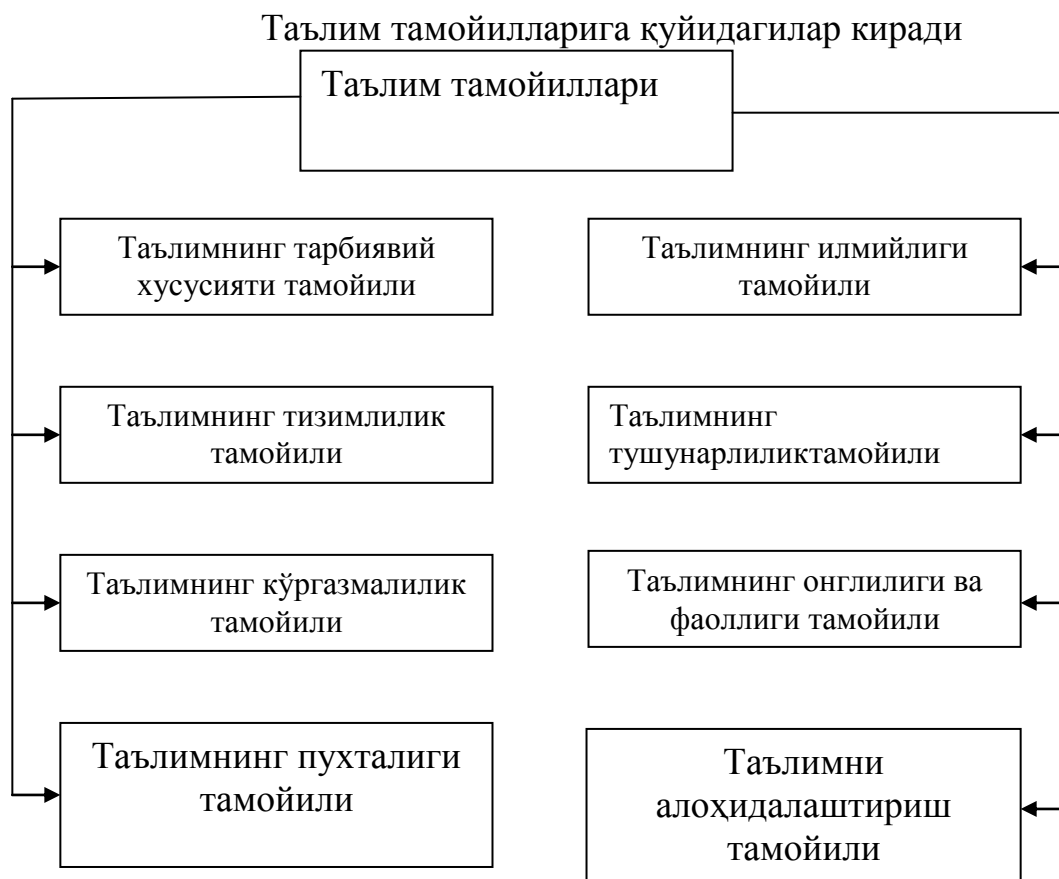 Таълим тамойилларига қуйидагилар киради
Таълим тамойиллари
Таълимнинг тарбиявий
хусусияти тамойили
Таълимнинг илмийлиги
тамойили
Таълимнинг тизимлилик
тамойили
Таълимнинг
тушунарлиликтамойили
Таълимнинг кўргазмалилик
тамойили
Таълимнинг онглилиги ва
фаоллиги тамойили
Таълимнинг пухталиги
тамойили
Таълимни
алоҳидалаштириш
тамойили